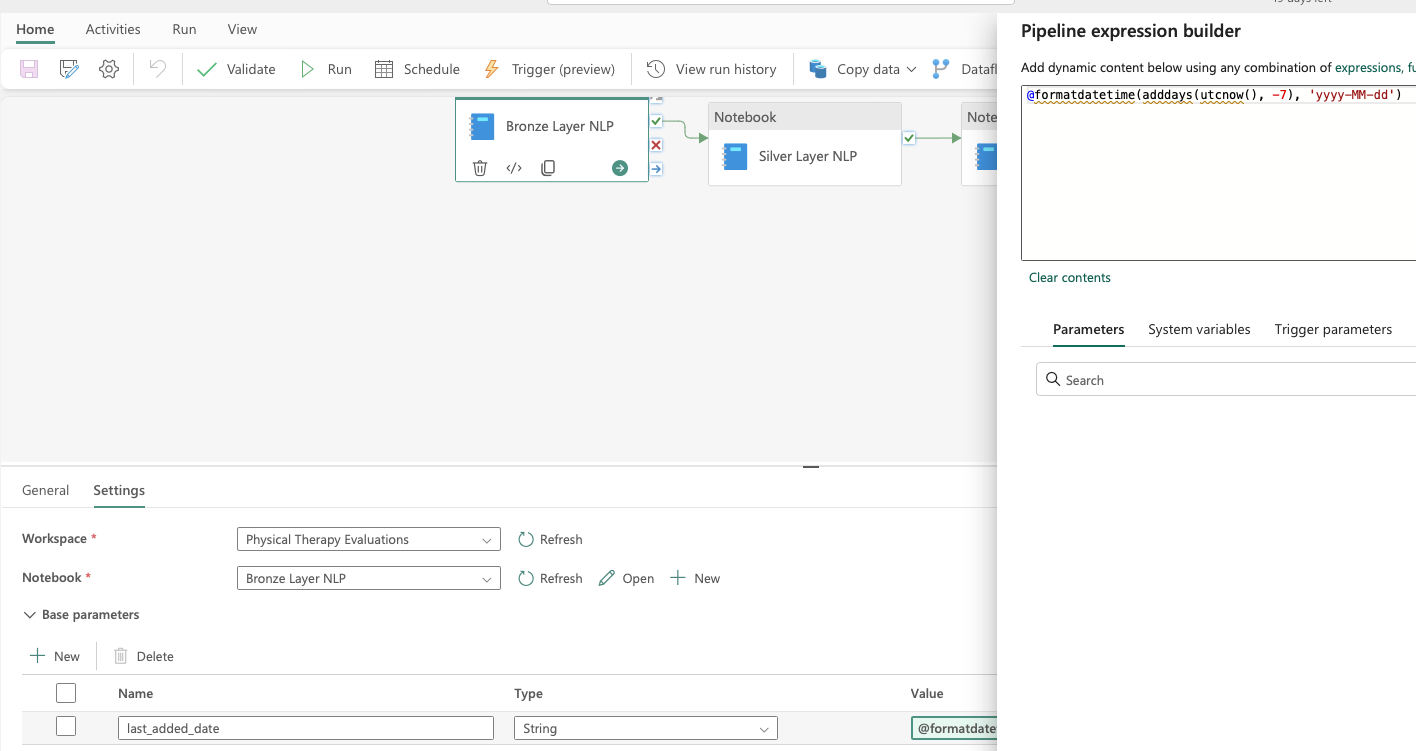 Home Activities Run View
Validate Run Schedule Trigger (preview) View run history Copy data
Bronze Layer NLP
Notebook
Silver Layer NLP
General Settings
Workspace * Physical Therapy Evaluations Refresh
Notebook * Bronze Layer NLP Refresh Open New
Base parameters
New Delete
Name Type Value
last_added_date String @formatdate
Pipeline expression builder
Add dynamic content below using any combination of expressions,
@formatdatetime(adddays(utcnow(), -7), 'yyyy-MM-dd')
Clear contents
Parameters System variables Trigger parameters
Search